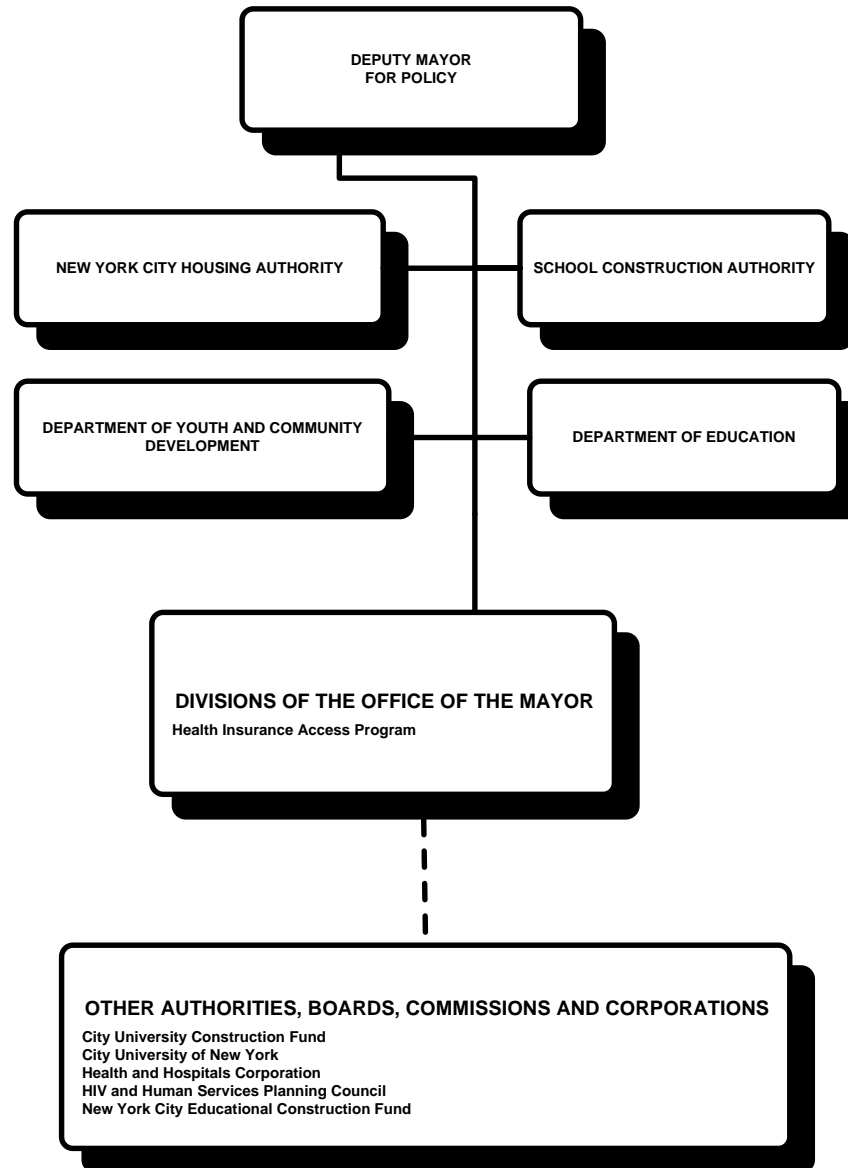 DEPUTY MAYOR
FOR POLICY
NEW YORK CITY HOUSING AUTHORITY
SCHOOL CONSTRUCTION AUTHORITY
DEPARTMENT OF YOUTH AND COMMUNITY
DEVELOPMENT
DEPARTMENT OF EDUCATION
DIVISIONS OF THE OFFICE OF THE MAYOR
Health Insurance Access Program
OTHER AUTHORITIES, BOARDS, COMMISSIONS AND CORPORATIONS
City University Construction Fund
City University of New York
Health and Hospitals Corporation
HIV and Human Services Planning Council
New York City Educational Construction Fund